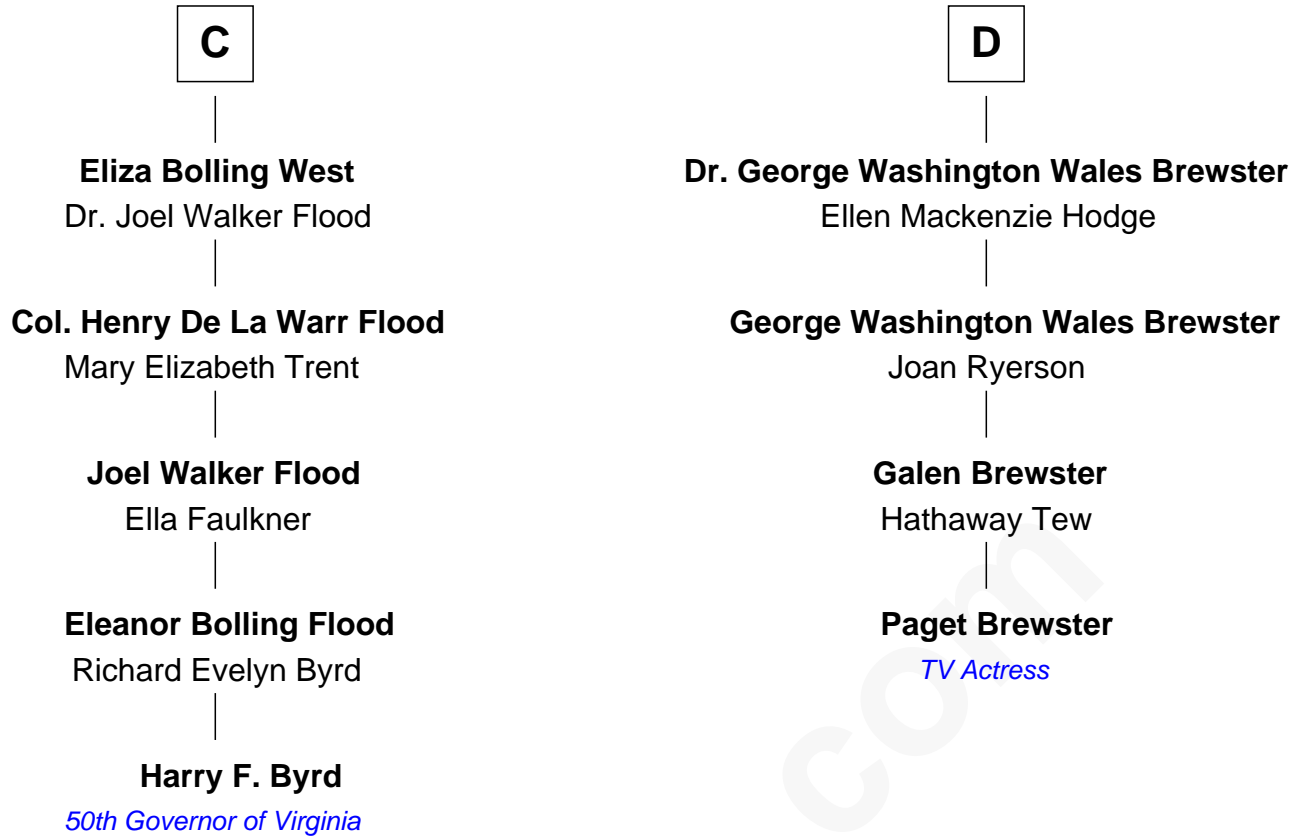 C
Eliza Bolling West
Dr. Joel Walker Flood
Col. Henry De La Warr Flood
Mary Elizabeth Trent
Joel Walker Flood
Ella Faulkner
Eleanor Bolling Flood
Richard Evelyn Byrd
Harry F. Byrd
50th Governor of Virginia
D
Dr. George Washington Wales Brewster
Ellen Mackenzie Hodge
George Washington Wales Brewster
Joan Ryerson
Galen Brewster
Hathaway Tew
Paget Brewster
TV Actress
com